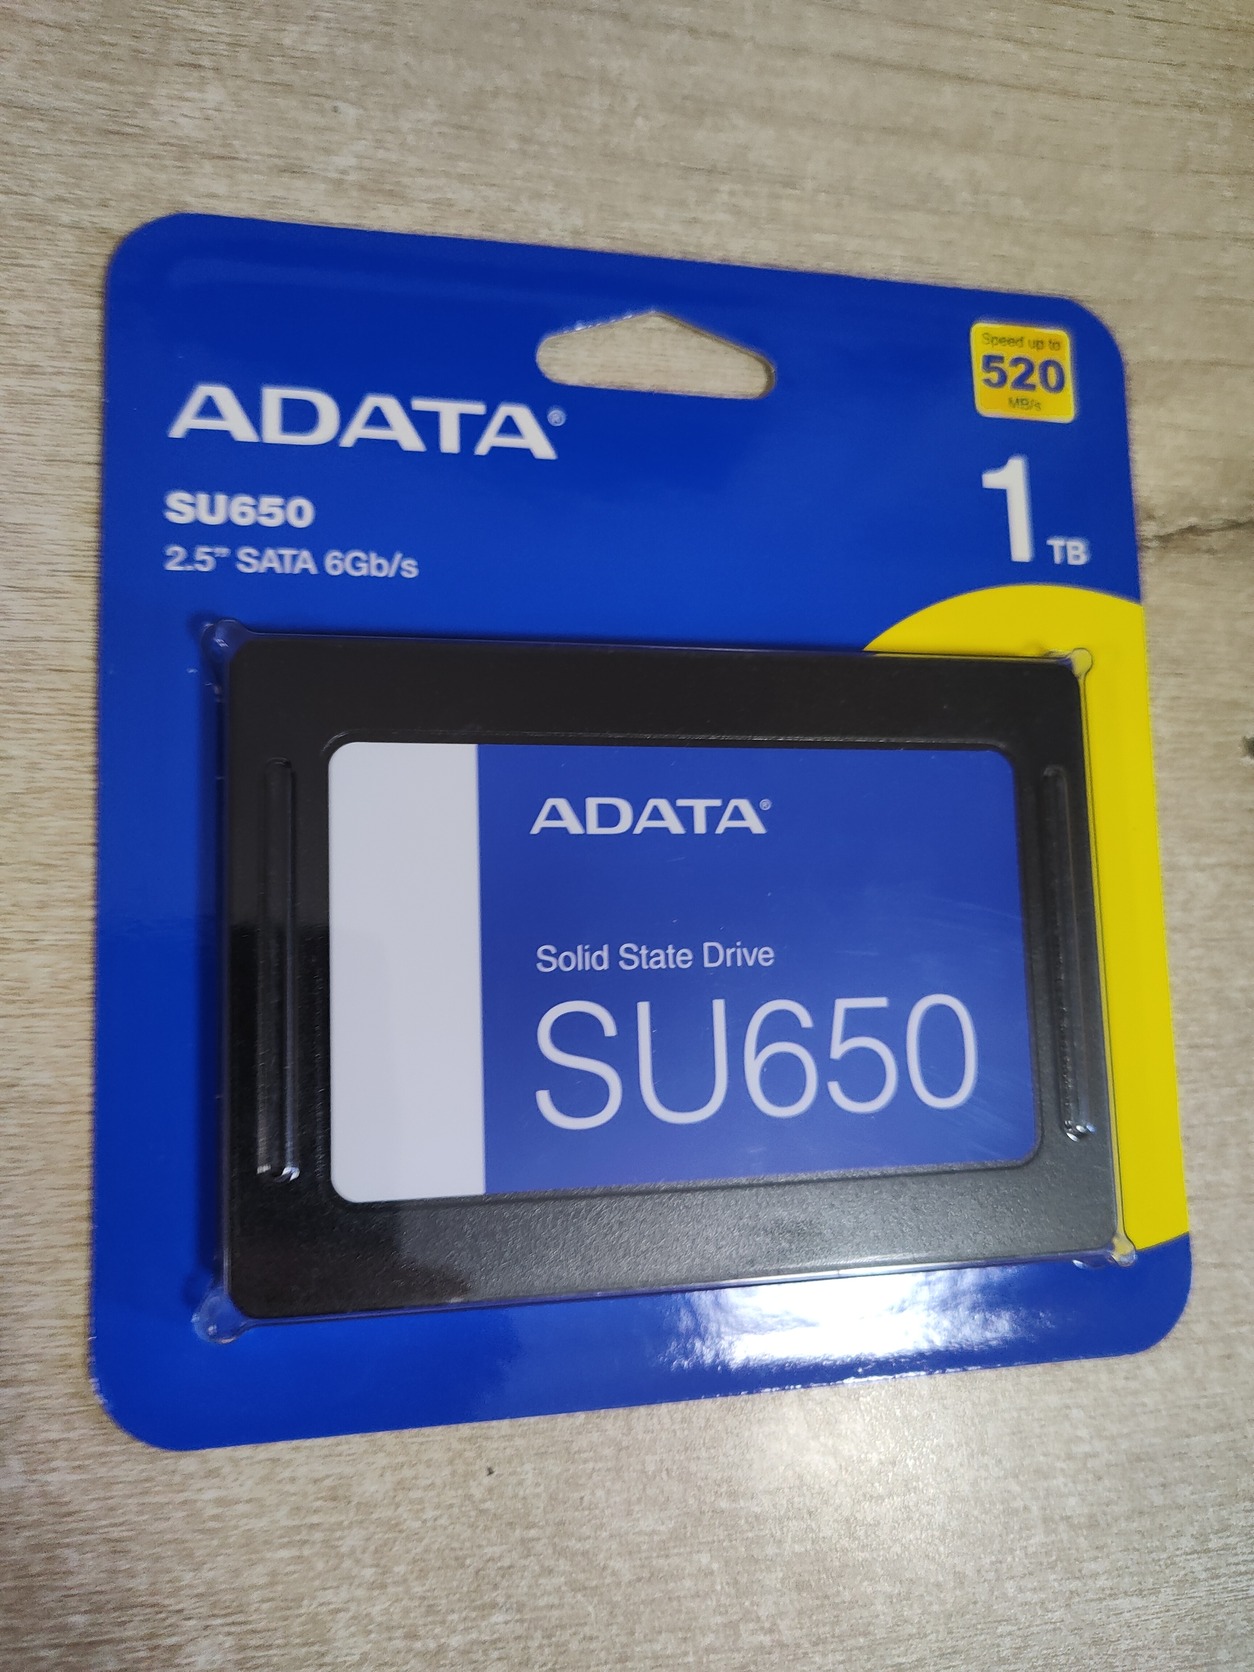 ADATA®
SU650
2.5” SATA 6Gb/s
Speed up to
520
MB/s
1 TB
ADATA®
Solid State Drive
SU650